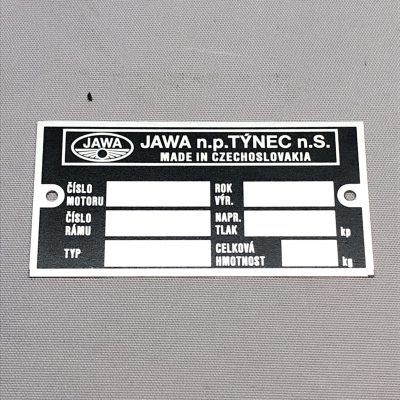 JAWA
JAWA n.p.TÝNEC n.S.
MADE IN CZECHOSLOVAKIA
ČÍSLO
MOTORU
ROK
VÝR.
ČÍSLO
RÁMU
NAPR.
TLAK
kp
TYP
CELKOVÁ
HMOTNOST
kg